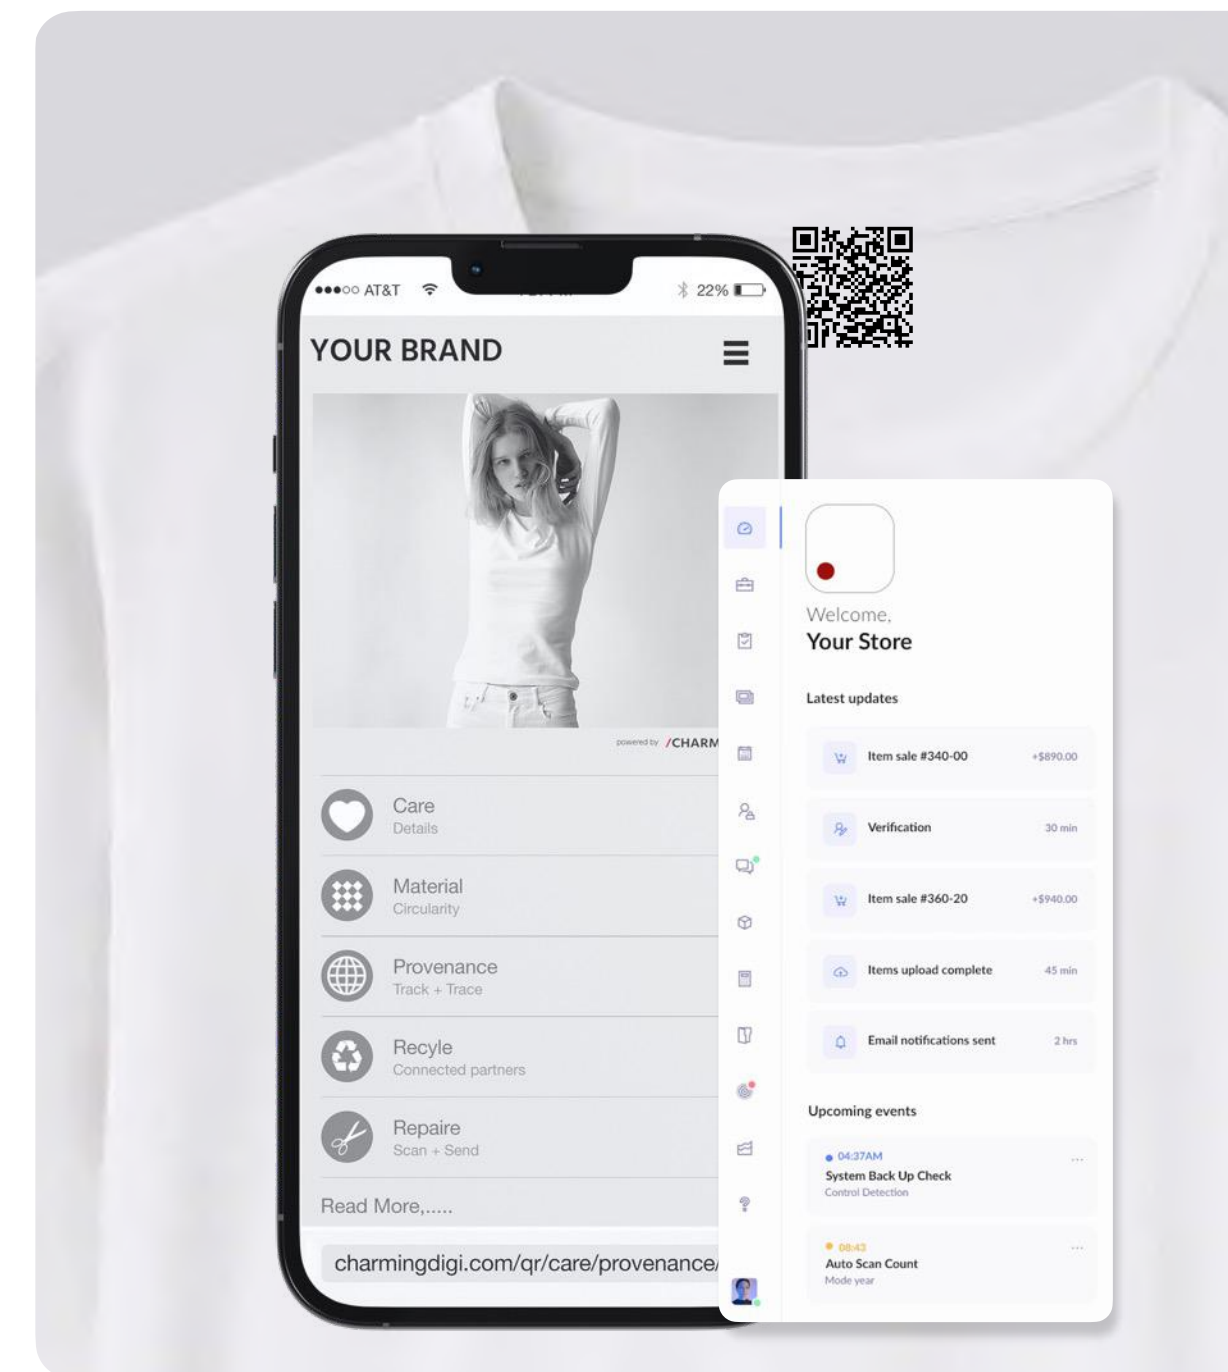 AT&T
22%
YOUR BRAND
powered by /CHARM
Care
Details
Material
Circularity
Provenance
Track + Trace
Recyle
Connected partners
Repaire
Scan + Send
Read More,.....
charmingdigi.com/qr/care/provenance/
Welcome,
Your Store
Latest updates
Item sale #340-00 +$890.00
Verification 30 min
Item sale #360-20 +$940.00
Items upload complete 45 min
Email notifications sent 2 hrs
Upcoming events
04:37AM
System Back Up Check
Control Detection
08:43
Auto Scan Count
Mode year